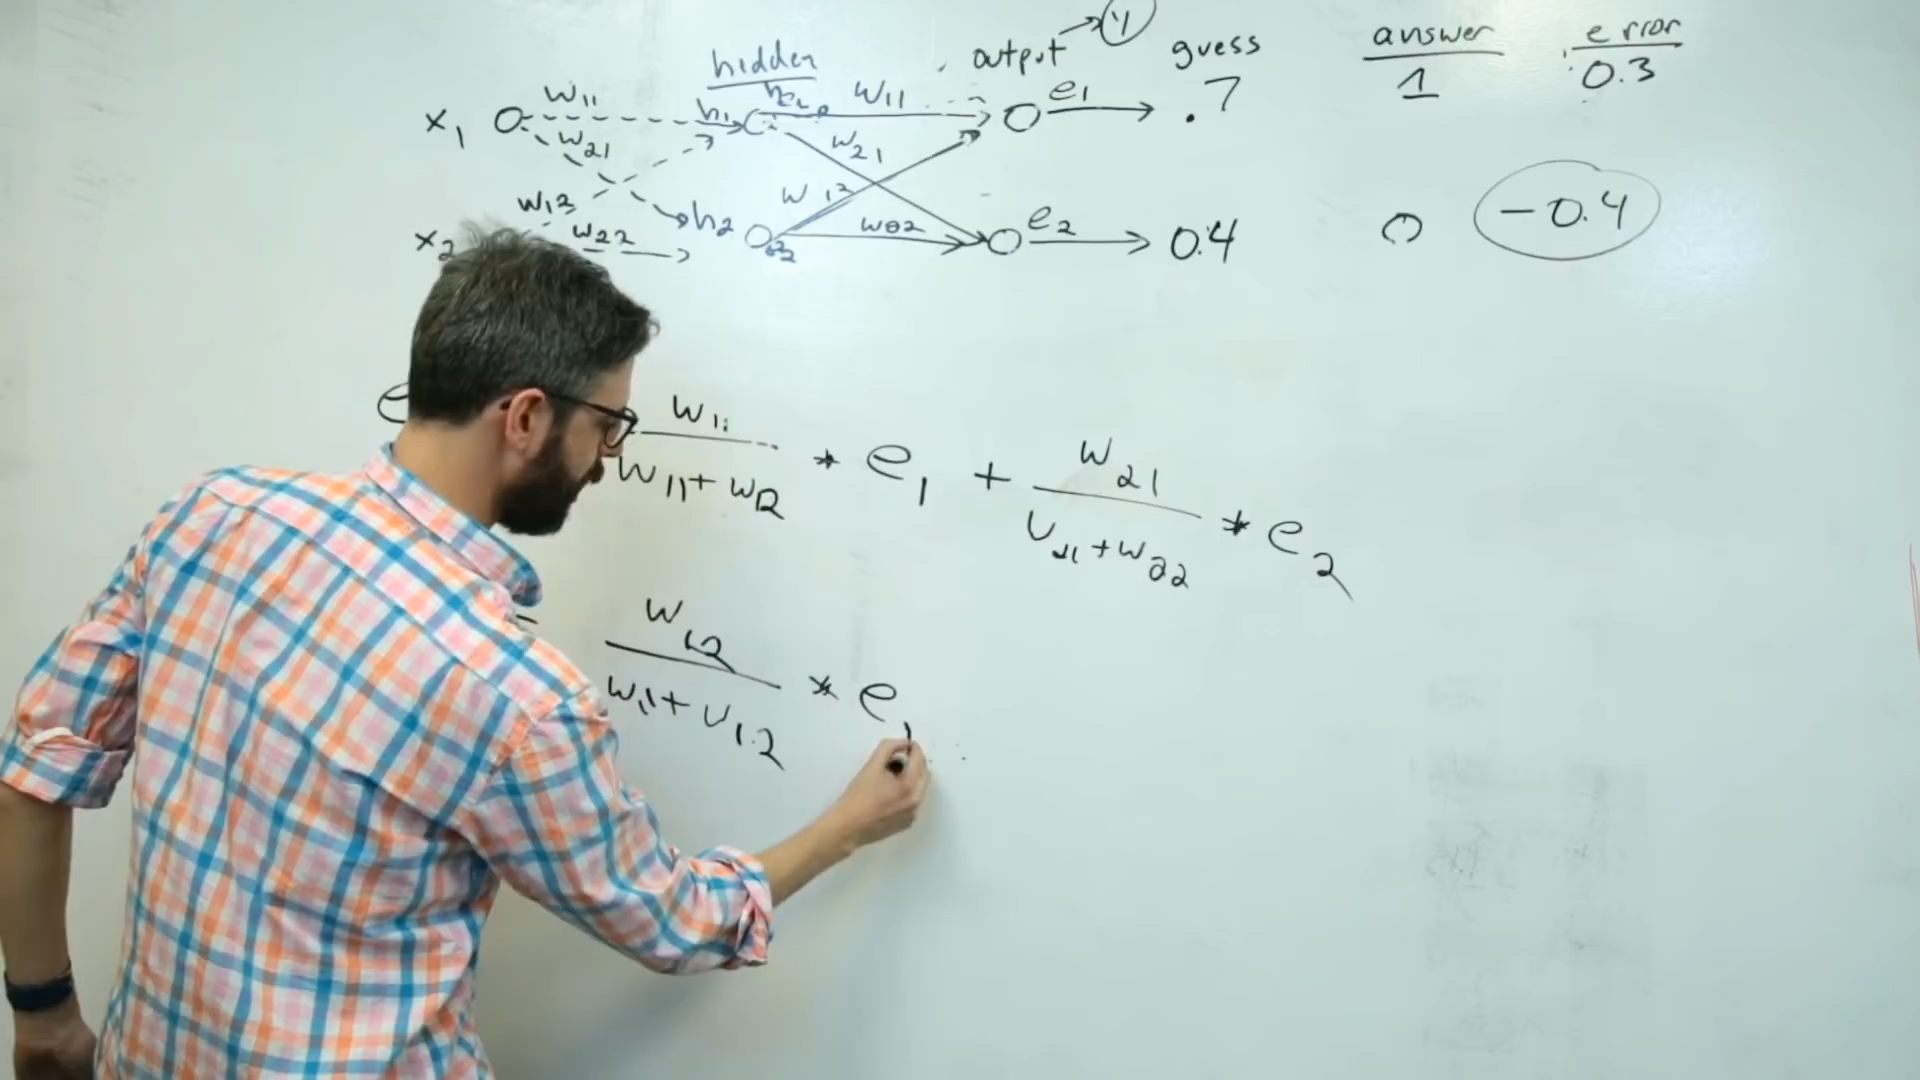 hidden output → y guess answer error
x1 w11 h1 w11 e1 .7 1 0.3
w21 w21
w12 w12
x2 w22 h2 w22 e2 0.4 0 -0.4
e w11 / w11 + w12 * e1 + w21 / w21 + w22 * e2
= w12 / w11 + w12 * e1